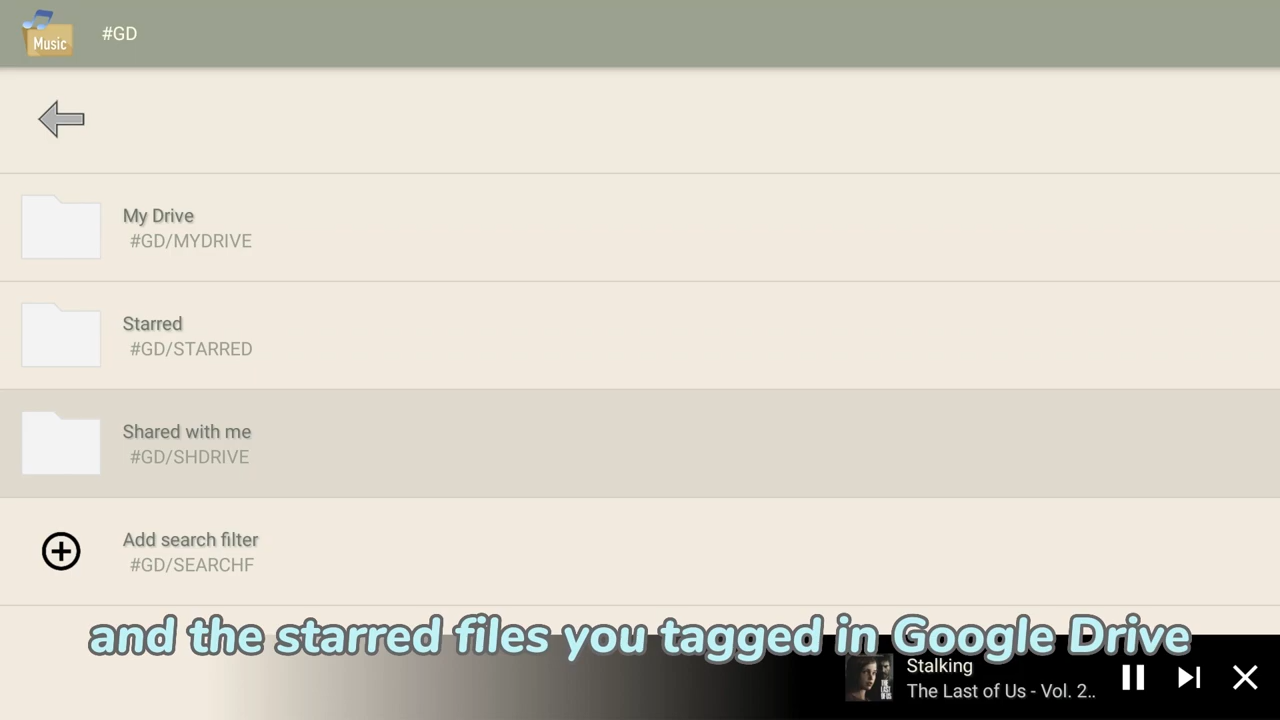 Music
#GD
My Drive
#GD/MYDRIVE
Starred
#GD/STARRED
Shared with me
#GD/SHDRIVE
Add search filter
#GD/SEARCHF
and the starred files you tagged in Google Drive
Stalking
The Last of Us - Vol. 2..